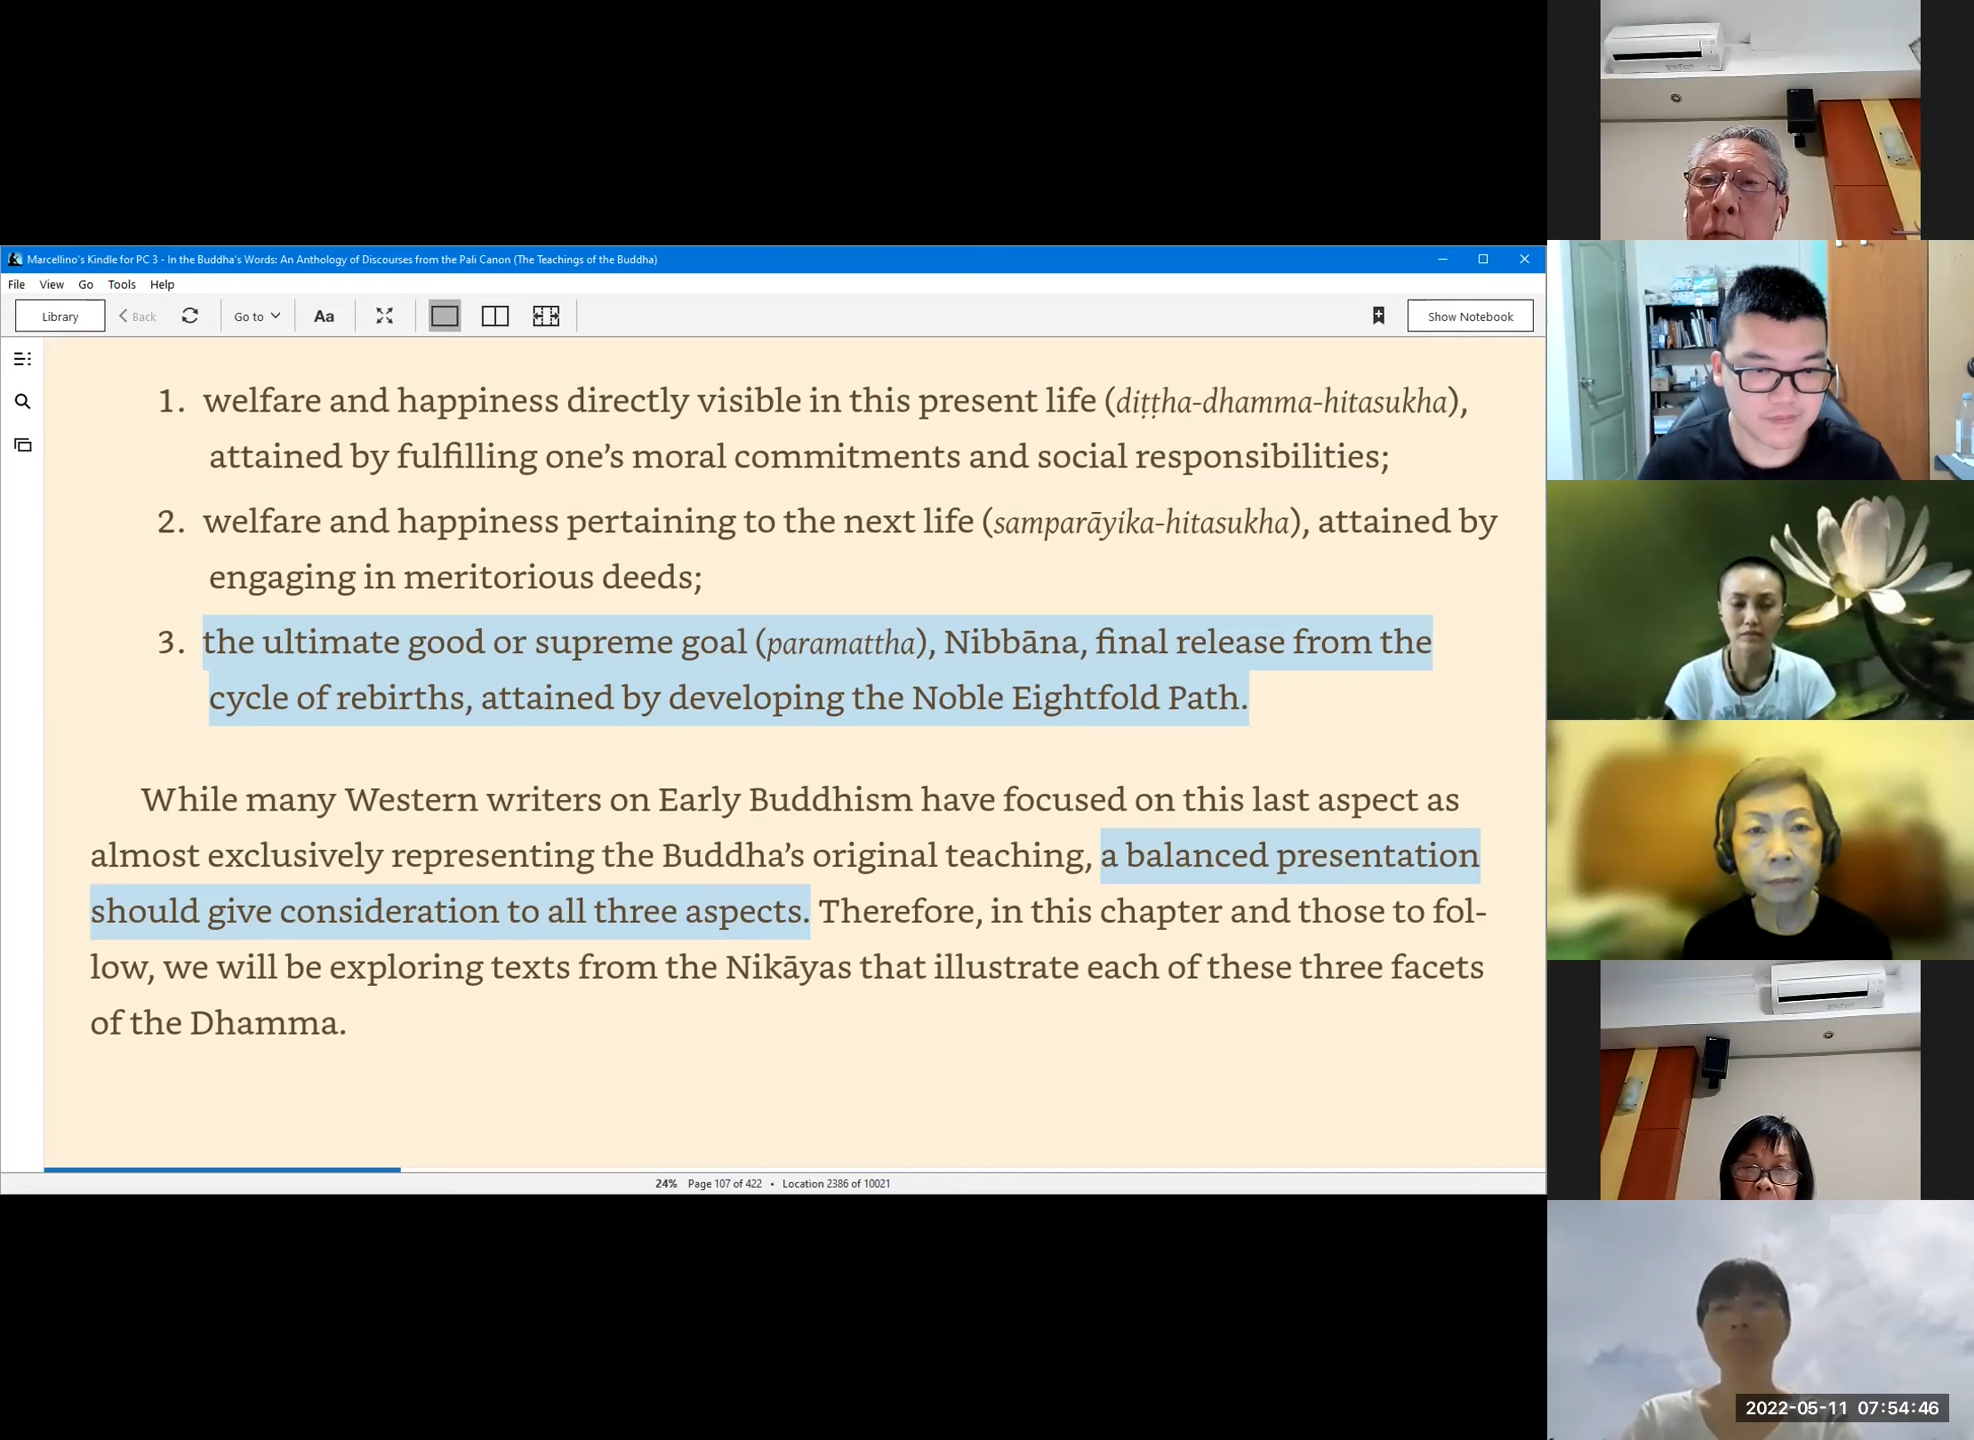 Marcellino's Kindle for PC 3 - In the Buddha's Words: An Anthology of Discourses from the Pali Canon (The Teachings of the Buddha)
File View Go Tools Help
Library Back Go to Aa Show Notebook
1. welfare and happiness directly visible in this present life (diṭṭha-dhamma-hitasukha),
attained by fulfilling one’s moral commitments and social responsibilities;
2. welfare and happiness pertaining to the next life (samparāyika-hitasukha), attained by
engaging in meritorious deeds;
3. the ultimate good or supreme goal (paramattha), Nibbāna, final release from the
cycle of rebirths, attained by developing the Noble Eightfold Path.
While many Western writers on Early Buddhism have focused on this last aspect as
almost exclusively representing the Buddha’s original teaching, a balanced presentation
should give consideration to all three aspects. Therefore, in this chapter and those to fol-
low, we will be exploring texts from the Nikāyas that illustrate each of these three facets
of the Dhamma.
24% Page 107 of 422 • Location 2386 of 10021
2022-05-11 07:54:46